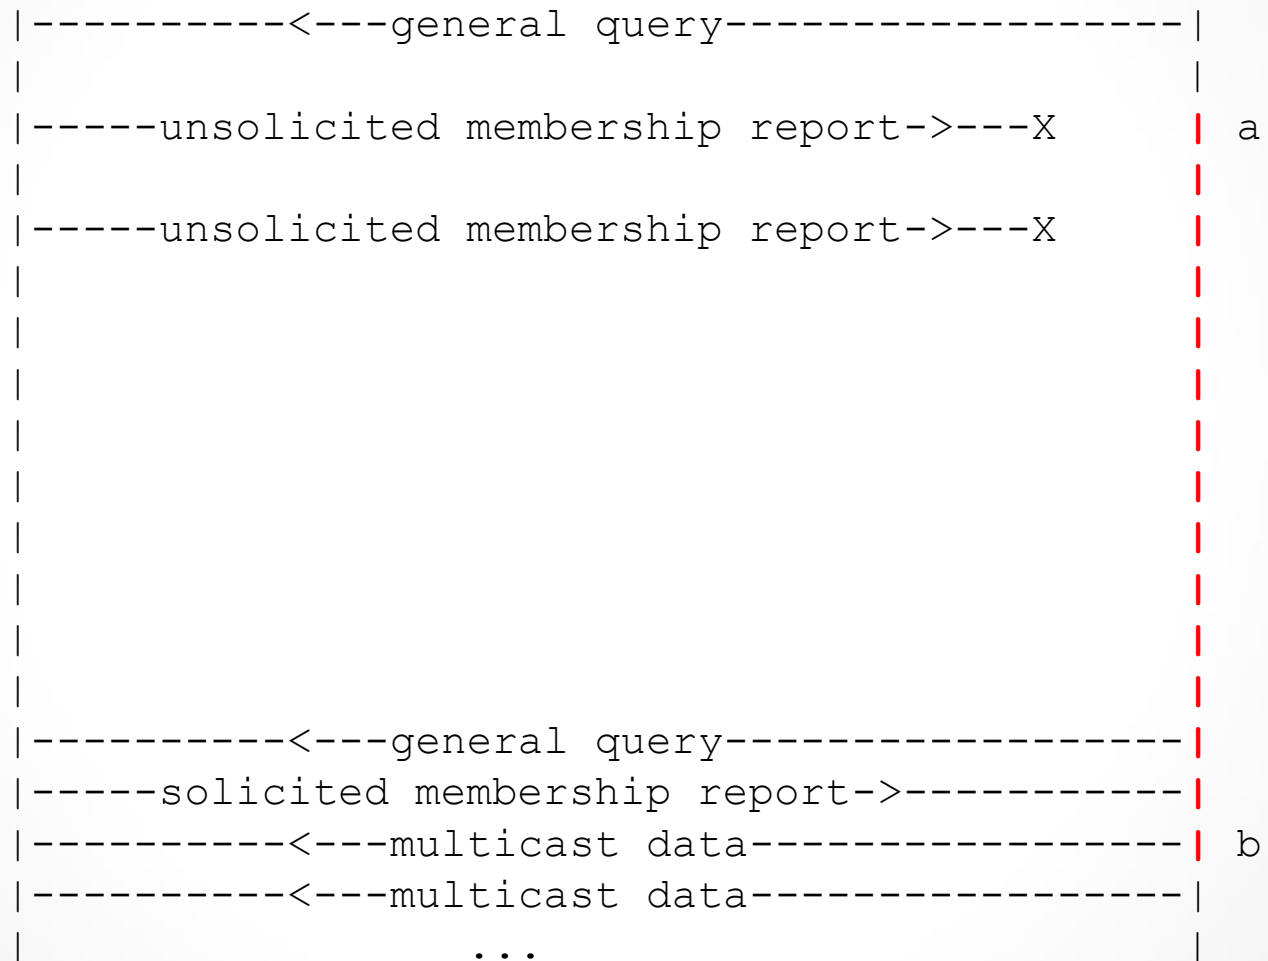 |----------<---general query------------------|
| |
|-----unsolicited membership report->---X | a
| |
|-----unsolicited membership report->---X |
| |
| |
| |
| |
| |
| |
| |
| |
| |
|----------<---general query------------------|
|-----solicited membership report->-----------|
|----------<---multicast data-----------------| b
|----------<---multicast data-----------------|
| ... |